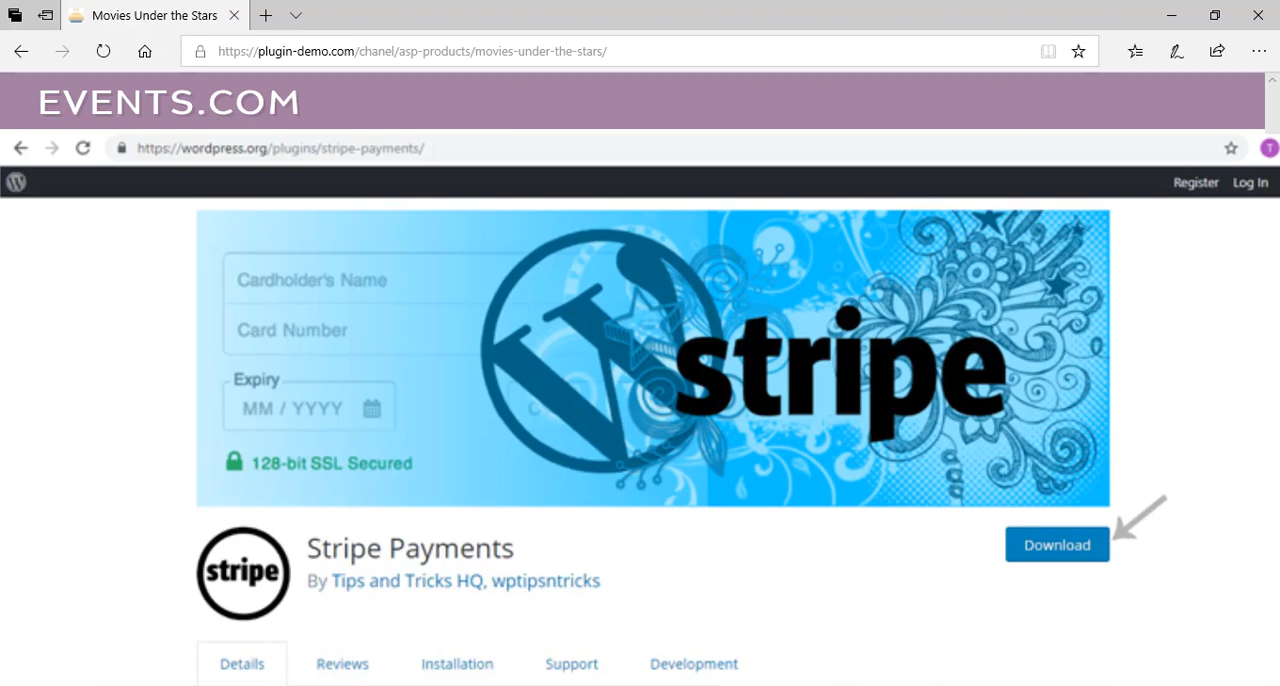 Movies Under the Stars
https://plugin-demo.com/chanel/asp-products/movies-under-the-stars/
EVENTS.COM
https://wordpress.org/plugins/stripe-payments/
T
Register Log In
Cardholder's Name
Card Number
Expiry
MM / YYYY
C
128-bit SSL Secured
W
stripe
stripe
Stripe Payments
By Tips and Tricks HQ, wptipsntricks
Download
Details Reviews Installation Support Development